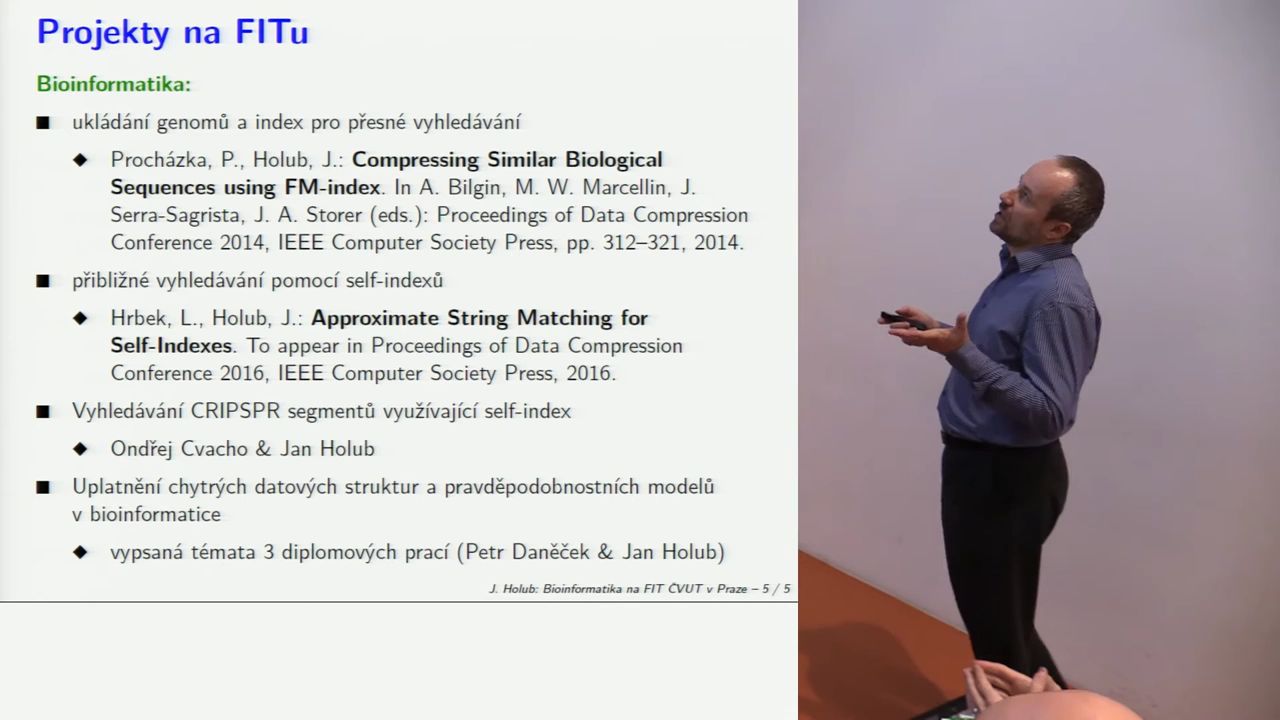 Projekty na FITu
Bioinformatika:
ukládání genomů a index pro přesné vyhledávání
Procházka, P., Holub, J.: Compressing Similar Biological
Sequences using FM-index. In A. Bilgin, M. W. Marcellin, J.
Serra-Sagrista, J. A. Storer (eds.): Proceedings of Data Compression
Conference 2014, IEEE Computer Society Press, pp. 312–321, 2014.
přibližné vyhledávání pomocí self-indexů
Hrbek, L., Holub, J.: Approximate String Matching for
Self-Indexes. To appear in Proceedings of Data Compression
Conference 2016, IEEE Computer Society Press, 2016.
Vyhledávání CRIPSPR segmentů využívající self-index
Ondřej Cvacho & Jan Holub
Uplatnění chytrých datových struktur a pravděpodobnostních modelů
v bioinformatice
vypsaná témata 3 diplomových prací (Petr Daněček & Jan Holub)
J. Holub: Bioinformatika na FIT ČVUT v Praze – 5 / 5